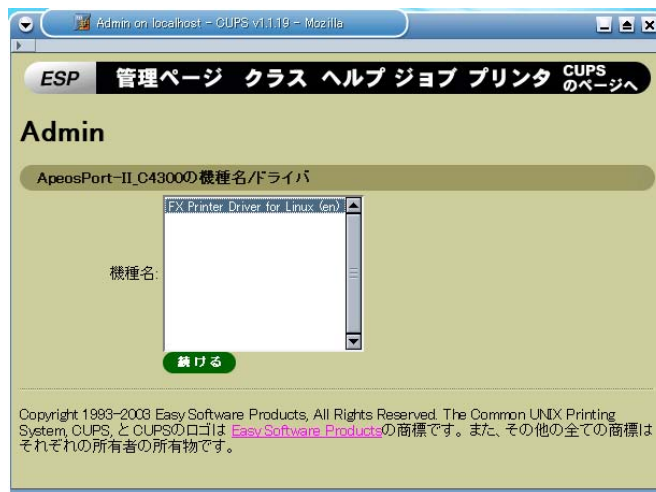 Admin on localhost - CUPS v1.1.19 - Mozilla
ESP 管理ページ クラス ヘルプ ジョブ プリンタ CUPSのページへ
Admin
ApeosPort-II_C4300の機種名/ドライバ
FX Printer Driver for Linux (en)
機種名:
続ける
Copyright 1993-2003 Easy Software Products, All Rights Reserved. The Common UNIX Printing
System, CUPS, と CUPSのロゴは Easy Software Productsの商標です。また、その他の全ての商標は
それぞれの所有者の所有物です。